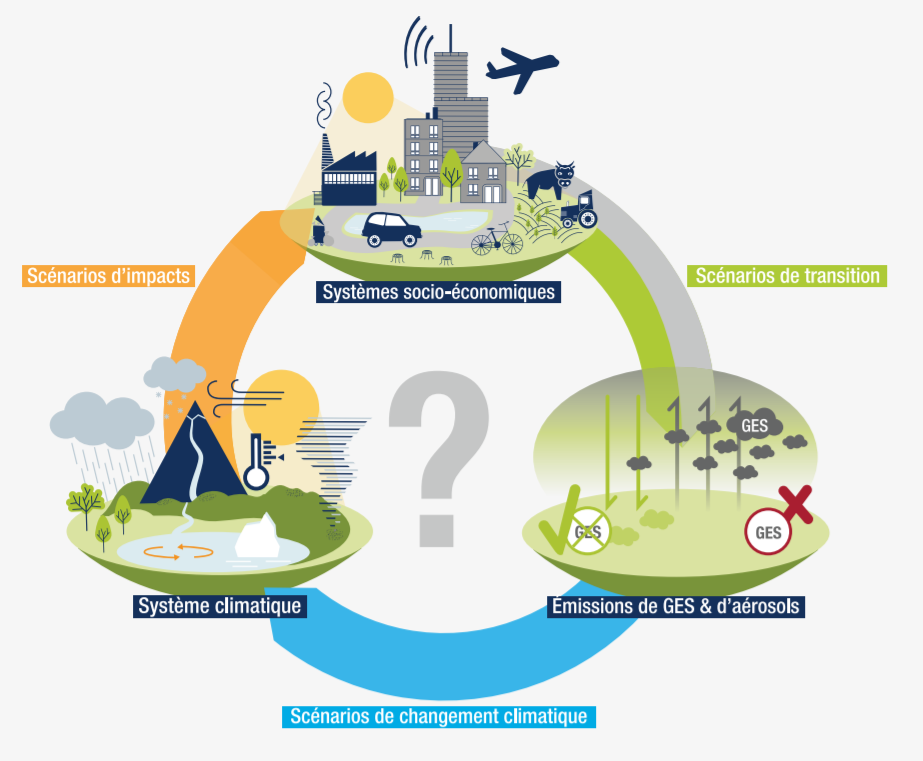 Scénarios d'impacts
Scénarios de transition
Systèmes socio-économiques
?
GES
GES
GES
Système climatique
Émissions de GES & d'aérosols
Scénarios de changement climatique